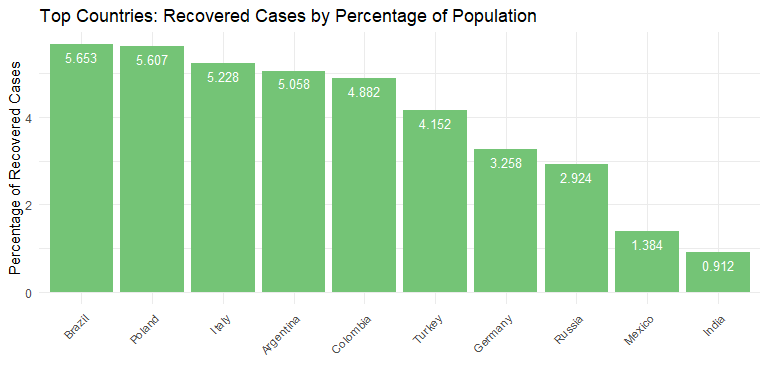 Top Countries: Recovered Cases by Percentage of Population
Percentage of Recovered Cases
4
2
0
5.653
5.607
5.228
5.058
4.882
4.152
3.258
2.924
1.384
0.912
Brazil
Poland
Italy
Argentina
Colombia
Turkey
Germany
Russia
Mexico
India